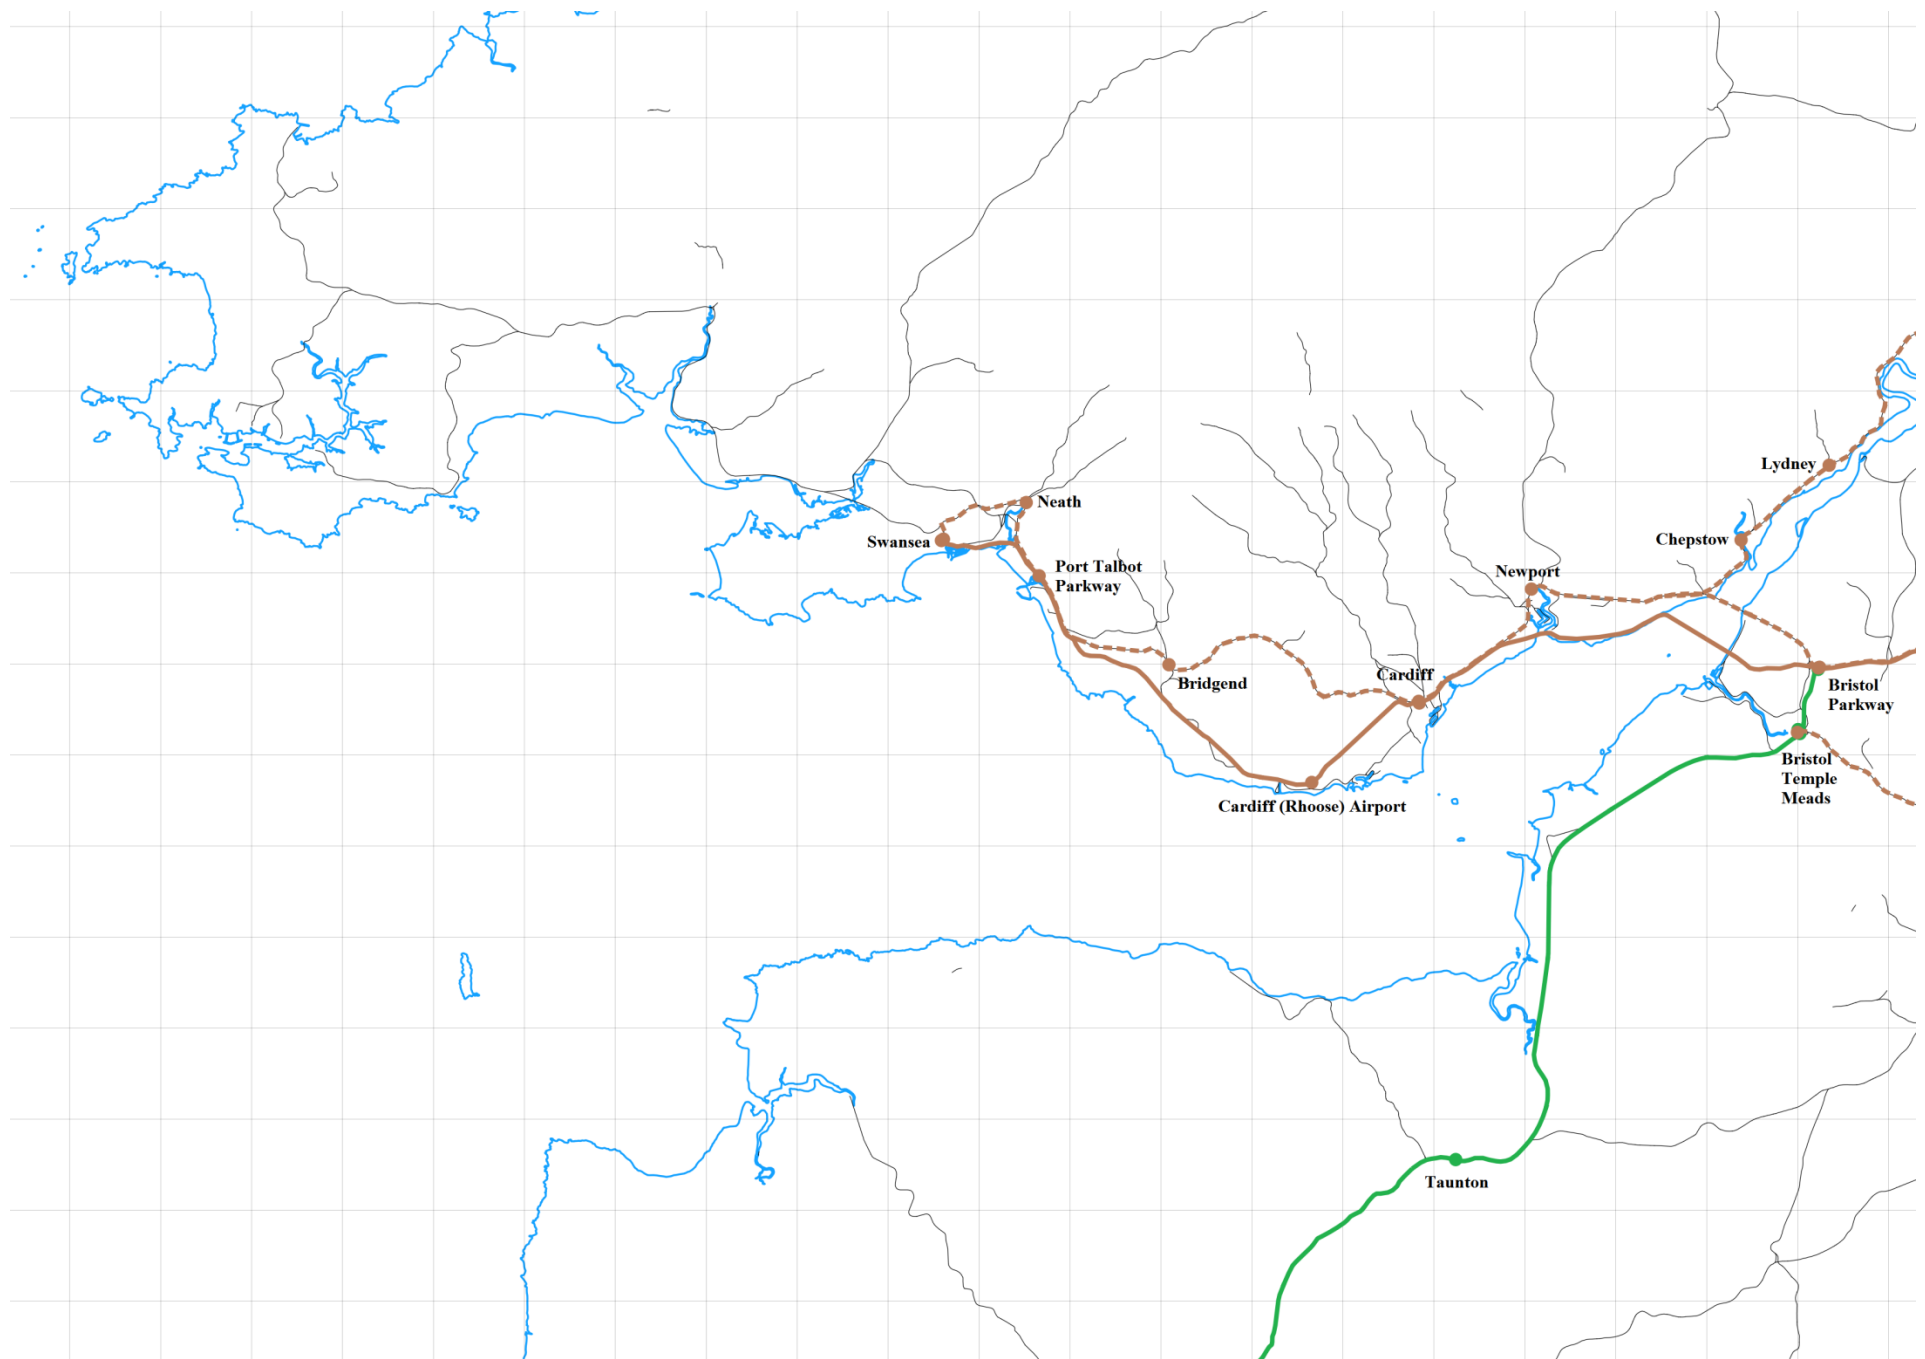 Lydney
Neath
Chepstow
Swansea
Port Talbot
Parkway
Newport
Cardiff
Bridgend
Bristol
Parkway
Bristol
Temple
Meads
Cardiff (Rhoose) Airport
Taunton